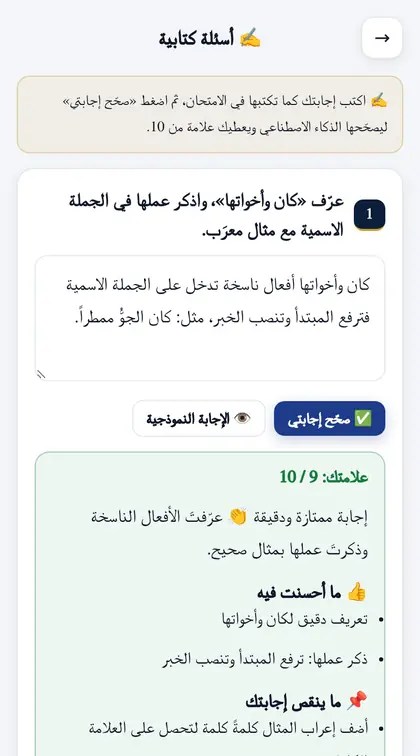 →
✍️ أسئلة كتابية
✍️ اكتب إجابتك كما تكتبها في الامتحان، ثم اضغط «صحّح إجابتي»
ليصحّحها الذكاء الاصطناعي ويعطيك علامة من 10.
1
عرّف «كان وأخواتها»، واذكر عملها في الجملة
الاسمية مع مثال معرَب.
كان وأخواتها أفعال ناسخة تدخل على الجملة الاسمية
فترفع المبتدأ وتنصب الخبر، مثل: كان الجوُّ ممطراً.
✅ صحّح إجابتي
👁️ الإجابة النموذجية
علامتك: 9 / 10
إجابة ممتازة ودقيقة 👏 عرّفتَ الأفعال الناسخة
وذكرتَ عملها بمثال صحيح.
👍 ما أحسنت فيه
• تعريف دقيق لكان وأخواتها
• ذكر عملها: ترفع المبتدأ وتنصب الخبر
📌 ما ينقص إجابتك
• أضف إعراب المثال كلمةً كلمة لتحصل على العلامة